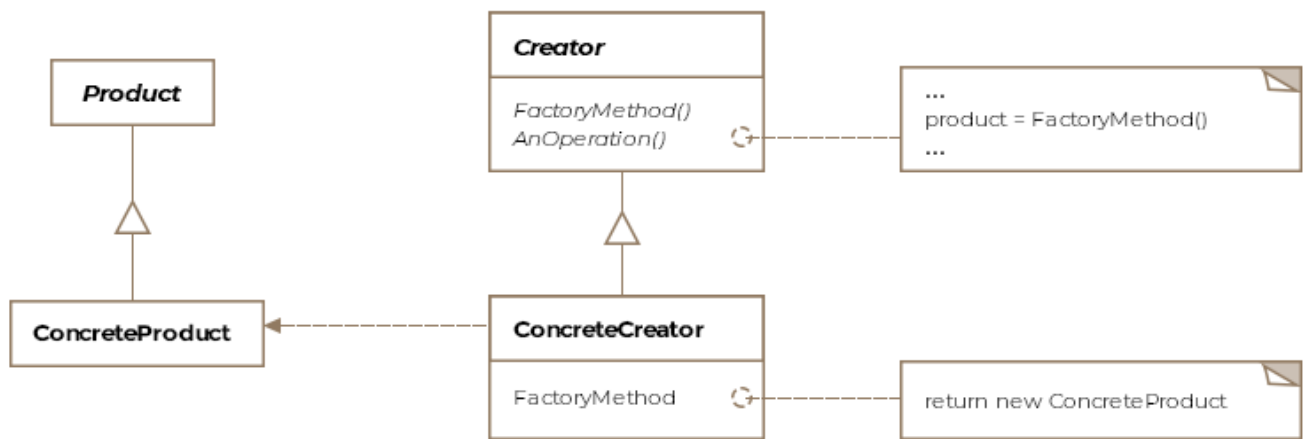 Product
ConcreteProduct
Creator
FactoryMethod()
AnOperation()
...
product = FactoryMethod()
...
ConcreteCreator
FactoryMethod
return new ConcreteProduct